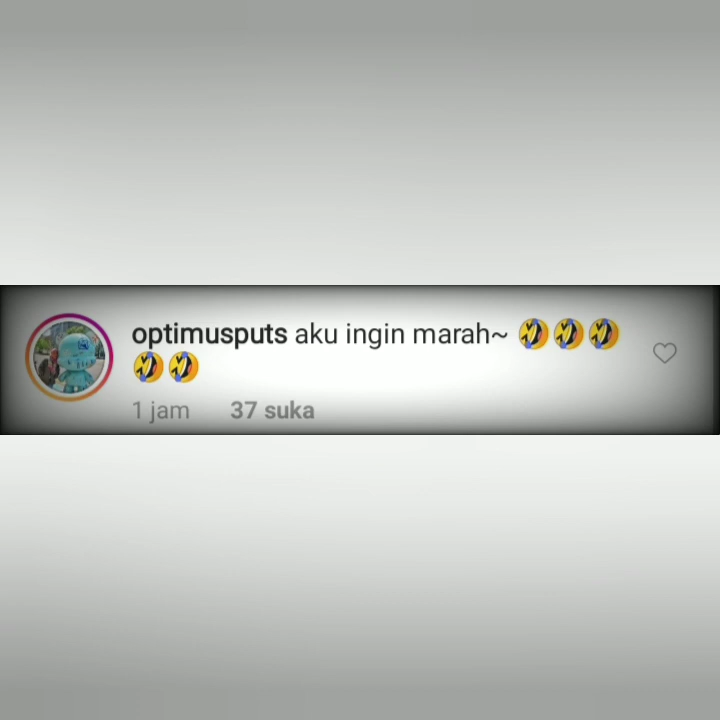 optimusputs aku ingin marah~ 🤣🤣🤣
🤣🤣
1 jam 37 suka